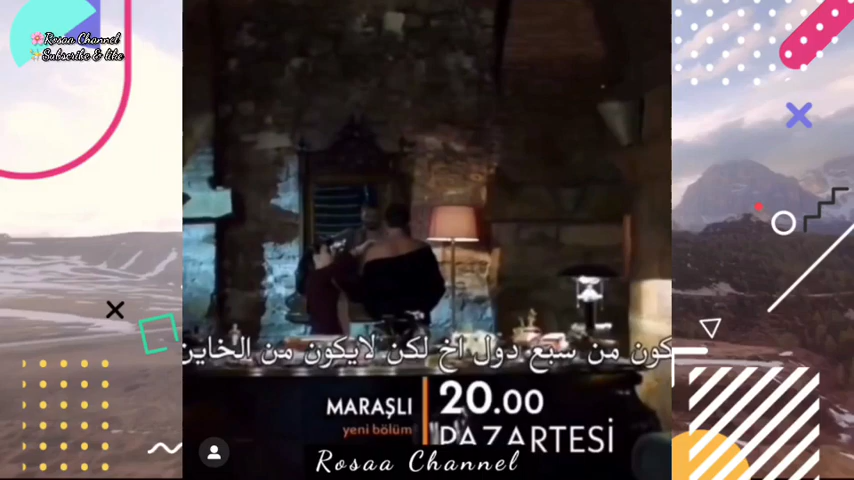 Rosaa Channel
Subscribe & like
كون من سبع دول اخ لكن لايكون من الخاين
MARAŞLI
yeni bölüm
20.00
PAZARTESİ
Rosaa Channel